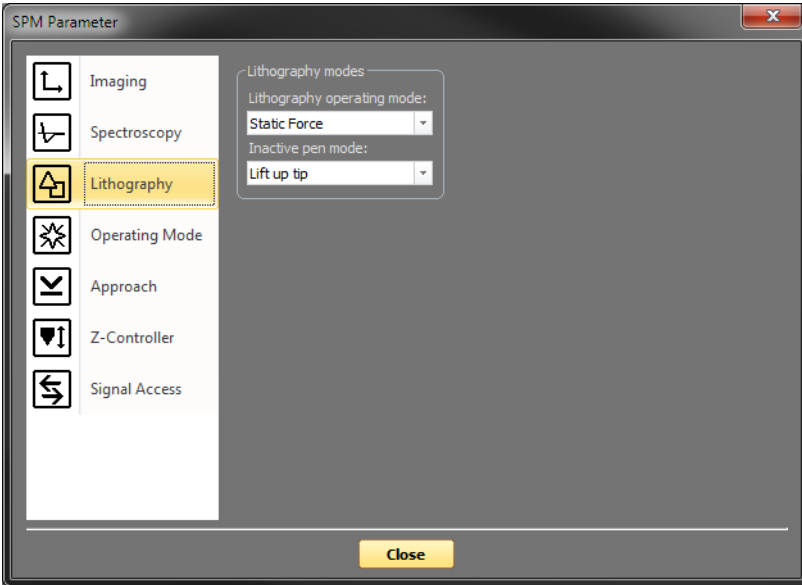 SPM Parameter
Imaging
Spectroscopy
Lithography
Operating Mode
Approach
Z-Controller
Signal Access
Lithography modes
Lithography operating mode:
Static Force
Inactive pen mode:
Lift up tip
Close